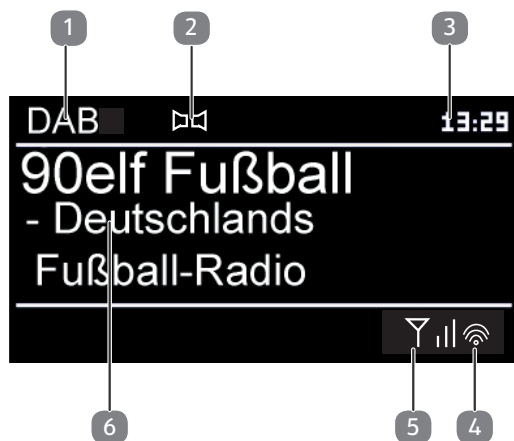 1 2 3
DAB 13:29
90elf Fußball
- Deutschlands
Fußball-Radio
6 5 4